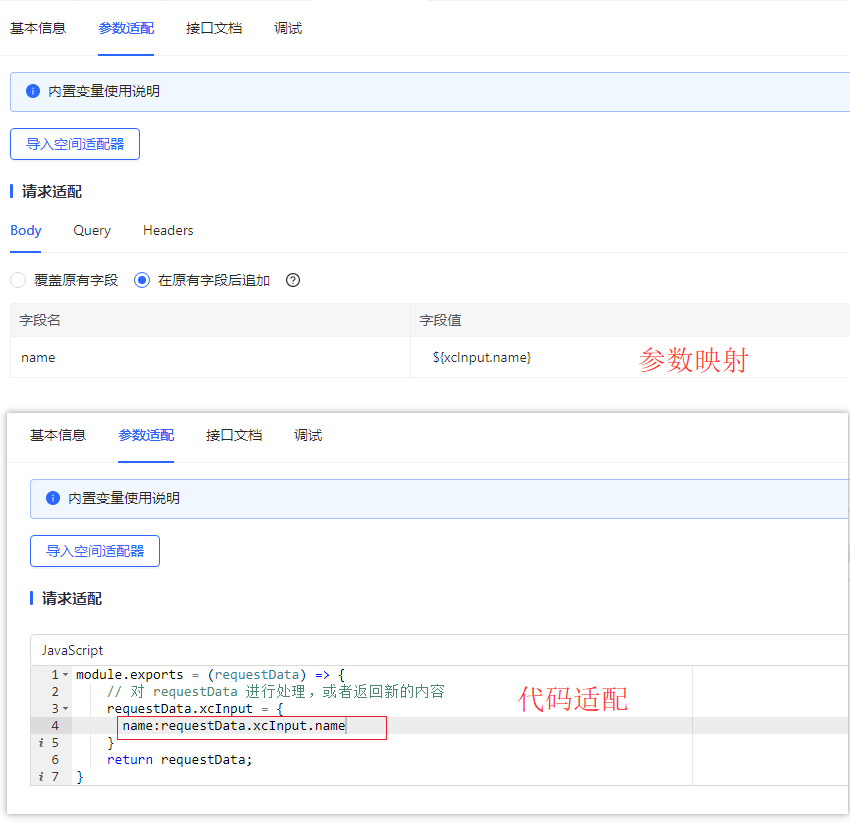 基本信息 参数适配 接口文档 调试
内置变量使用说明
导入空间适配器
请求适配
Body Query Headers
覆盖原有字段 在原有字段后追加
字段名 字段值
name ${xcInput.name}
参数映射
基本信息 参数适配 接口文档 调试
内置变量使用说明
导入空间适配器
请求适配
JavaScript
1 module.exports = (requestData) => {
2 // 对 requestData 进行处理，或者返回新的内容
3 requestData.xcInput = {
代码适配
4 name:requestData.xcInput.name
i 5 }
6 return requestData;
i 7 }